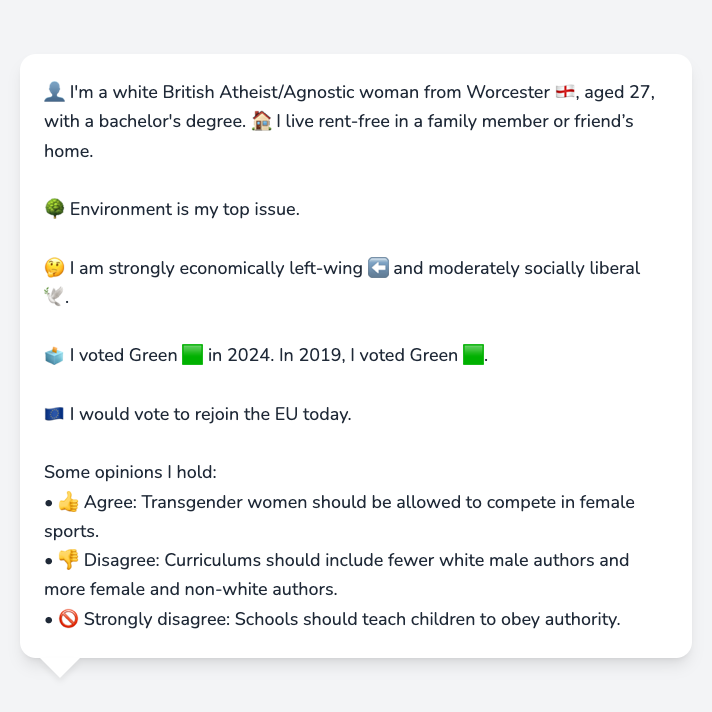 👤 I'm a white British Atheist/Agnostic woman from Worcester 🏴󠁧󠁢󠁥󠁮󠁧󠁿, aged 27,
with a bachelor's degree. 🏠 I live rent-free in a family member or friend’s
home.
🌳 Environment is my top issue.
🤔 I am strongly economically left-wing ⬅️ and moderately socially liberal
🕊️.
🗳️ I voted Green 🟩 in 2024. In 2019, I voted Green 🟩.
🇪🇺 I would vote to rejoin the EU today.
Some opinions I hold:
• 👍 Agree: Transgender women should be allowed to compete in female
sports.
• 👎 Disagree: Curriculums should include fewer white male authors and
more female and non-white authors.
• 🚫 Strongly disagree: Schools should teach children to obey authority.